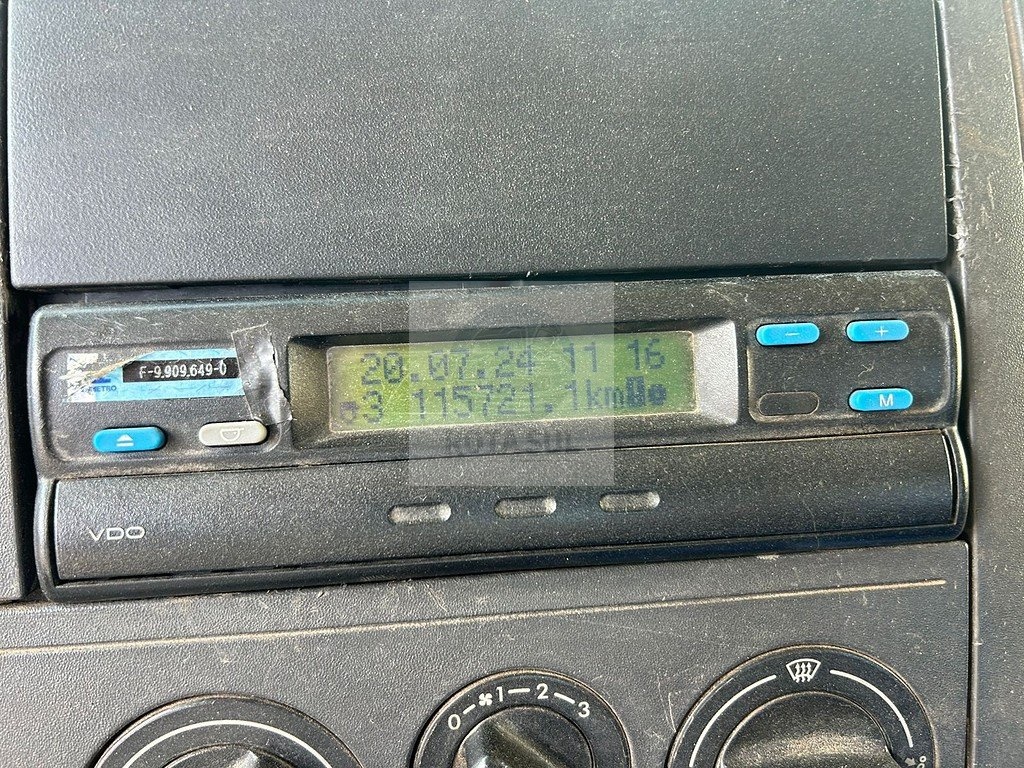 F-9.909.649-0
METRO
20.07.24 11 16
3 115721.1km
ROTA SUL
- +
M
VDO
0 1 2 3